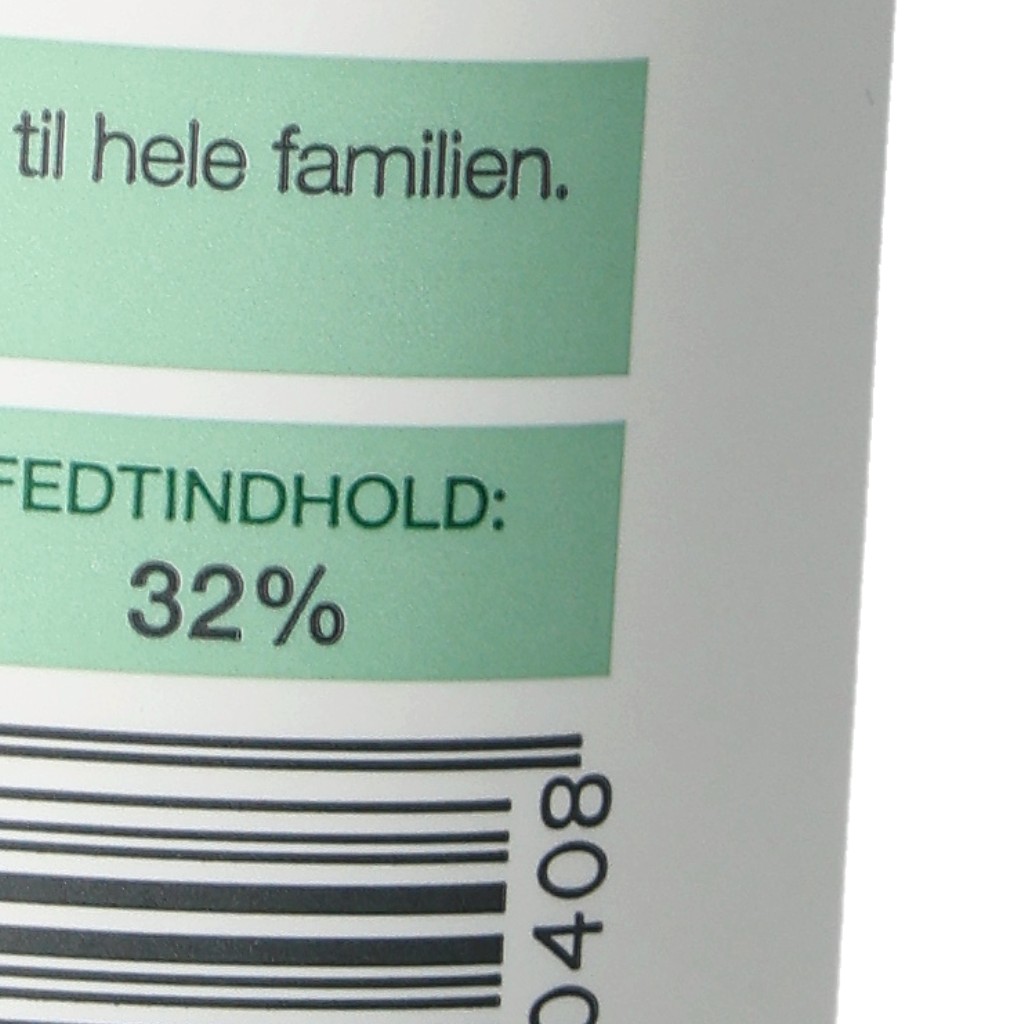 til hele familien.
FEDTINDHOLD:
32%
0408